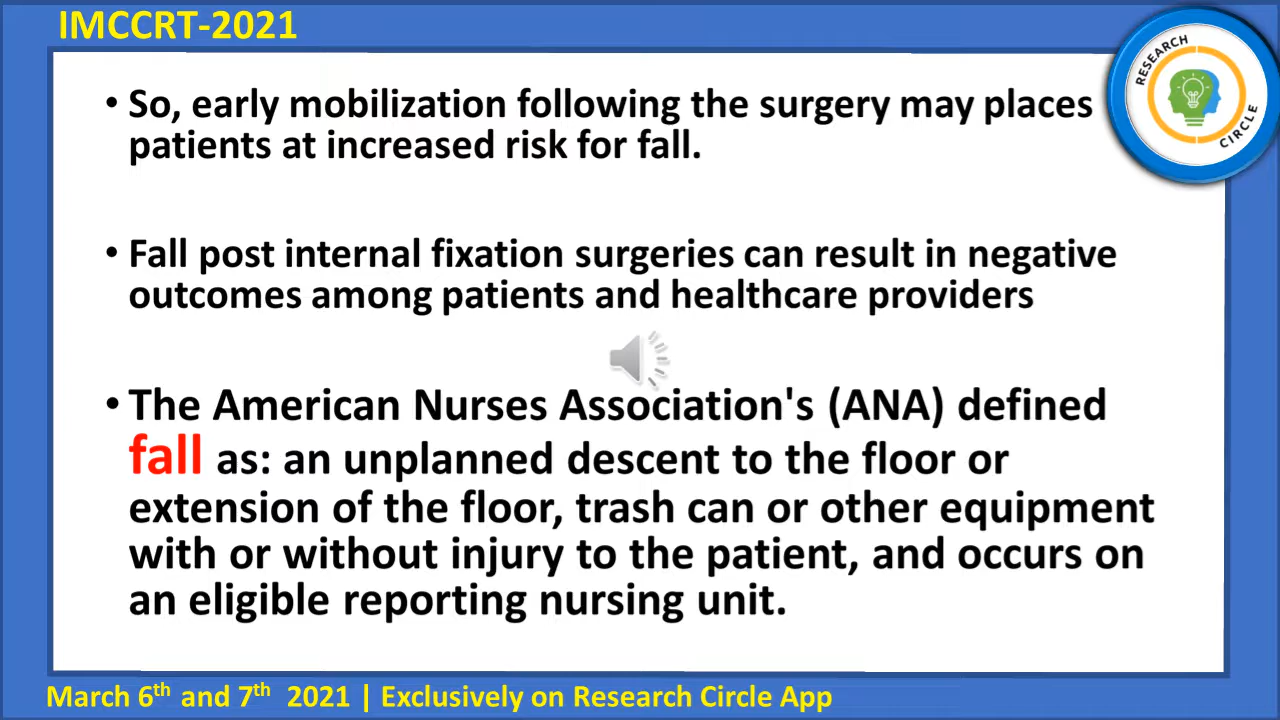 IMCCRT-2021
RESEARCH
CIRCLE
• So, early mobilization following the surgery may places
patients at increased risk for fall.
• Fall post internal fixation surgeries can result in negative
outcomes among patients and healthcare providers
• The American Nurses Association's (ANA) defined
fall as: an unplanned descent to the floor or
extension of the floor, trash can or other equipment
with or without injury to the patient, and occurs on
an eligible reporting nursing unit.
March 6th and 7th 2021 | Exclusively on Research Circle App